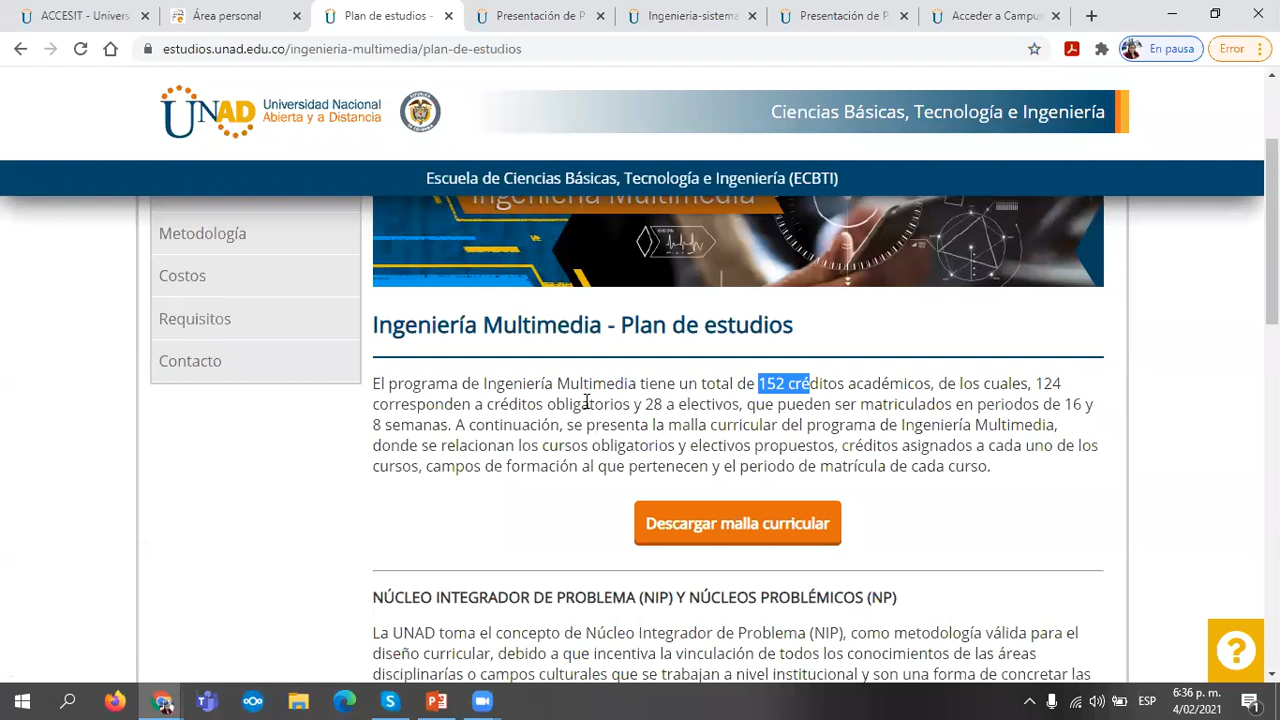 ACCESIT - Univers
Área personal
Plan de estudios -
Presentación de P
Ingenieria-sistema
Presentación de P
Acceder a Campus
estudios.unad.edu.co/ingenieria-multimedia/plan-de-estudios
En pausa
Error
UNAD Universidad Nacional
Abierta y a Distancia
Ciencias Básicas, Tecnología e Ingeniería
Escuela de Ciencias Básicas, Tecnología e Ingeniería (ECBTI)
Metodología
Costos
Requisitos
Contacto
Ingeniería Multimedia
Ingeniería Multimedia - Plan de estudios
El programa de Ingeniería Multimedia tiene un total de 152 créditos académicos, de los cuales, 124
corresponden a créditos obligatorios y 28 a electivos, que pueden ser matriculados en periodos de 16 y
8 semanas. A continuación, se presenta la malla curricular del programa de Ingeniería Multimedia,
donde se relacionan los cursos obligatorios y electivos propuestos, créditos asignados a cada uno de los
cursos, campos de formación al que pertenecen y el periodo de matrícula de cada curso.
Descargar malla curricular
NÚCLEO INTEGRADOR DE PROBLEMA (NIP) Y NÚCLEOS PROBLÉMICOS (NP)
La UNAD toma el concepto de Núcleo Integrador de Problema (NIP), como metodología válida para el
diseño curricular, debido a que incentiva la vinculación de todos los conocimientos de las áreas
disciplinarías o campos culturales que se trabajan a nivel institucional y son una forma de concretar las
?
ESP
6:36 p. m.
4/02/2021